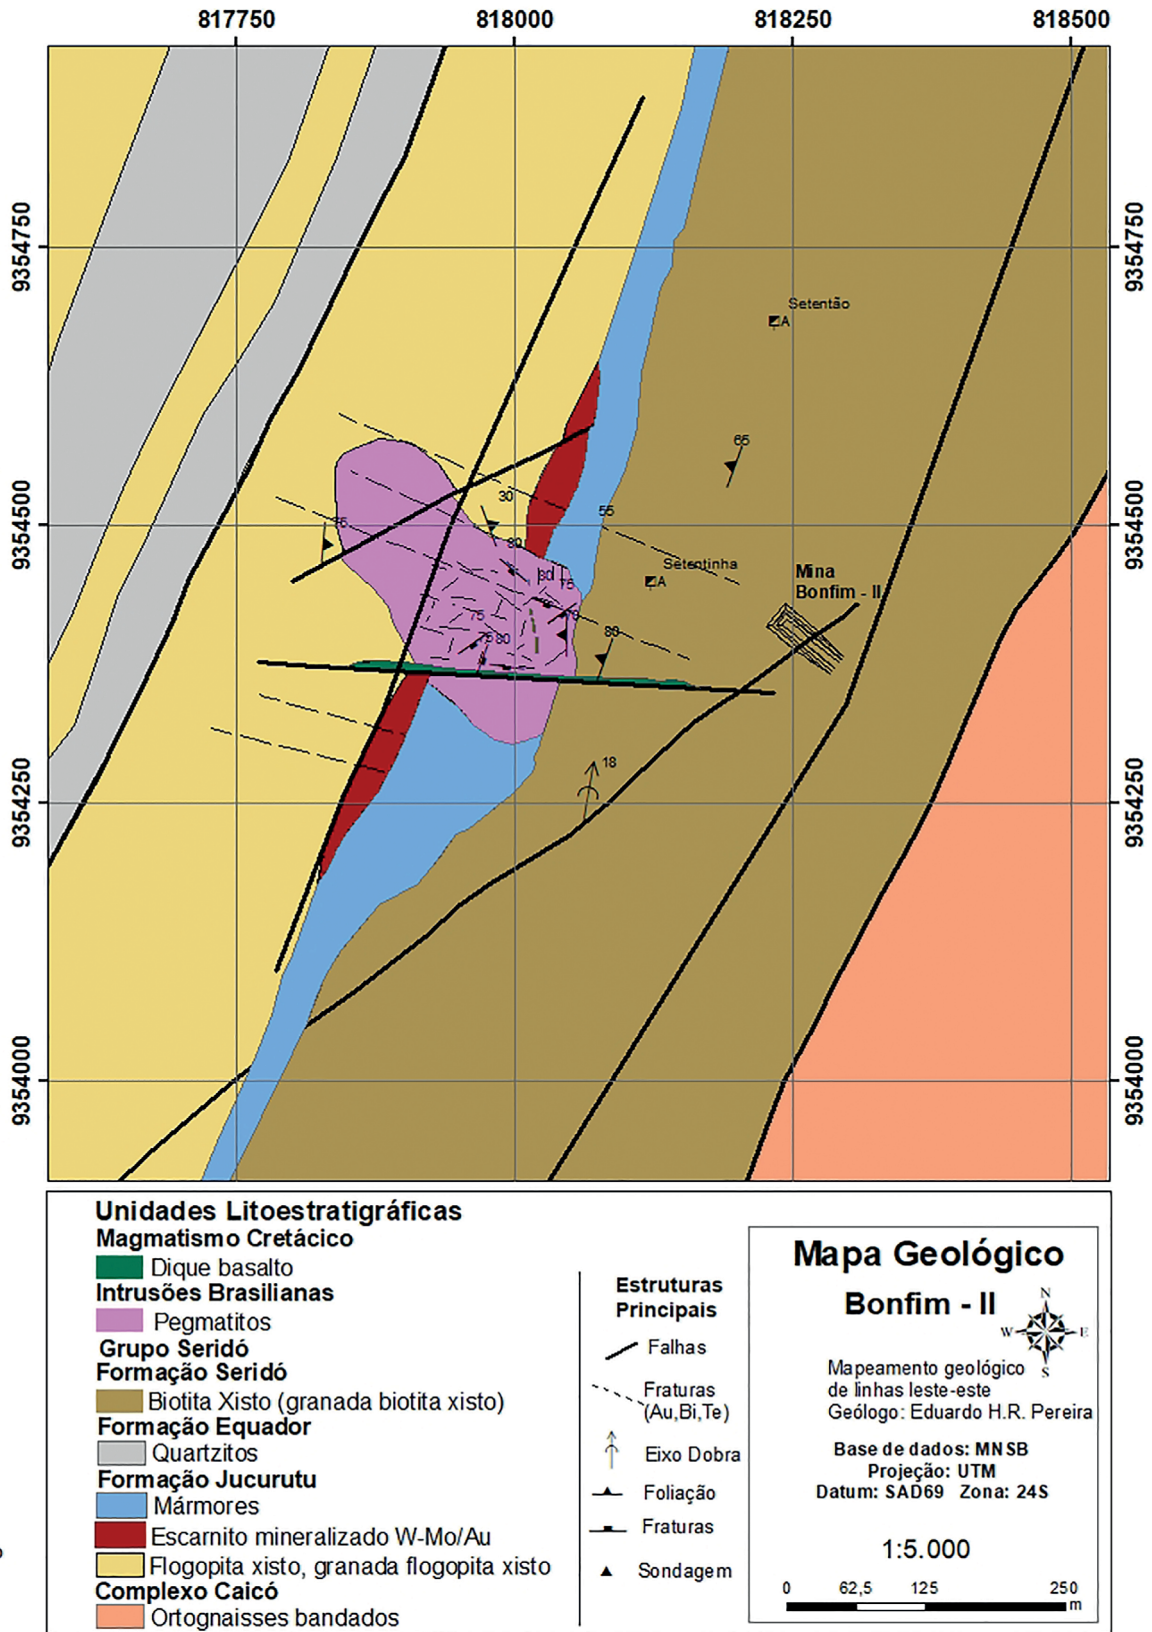 817750 818000 818250 818500
9354750 9354750
Setentão
A
65
9354500 9354500
30
55
76
80
Setentinha
A
80 75
Mina
Bonfim - II
75
70
75 80
80
18
9354250 9354250
9354000 9354000
Unidades Litoestratigráficas
Magmatismo Cretácico
Dique basalto
Intrusões Brasilianas
Pegmatitos
Grupo Seridó
Formação Seridó
Biotita Xisto (granada biotita xisto)
Formação Equador
Quartzitos
Formação Jucurutu
Mármores
Escarnito mineralizado W-Mo/Au
Flogopita xisto, granada flogopita xisto
Complexo Caicó
Ortognaisses bandados
Estruturas
Principais
Falhas
Fraturas
(Au,Bi,Te)
Eixo Dobra
Foliação
Fraturas
Sondagem
Mapa Geológico
Bonfim - II
N
W E
S
Mapeamento geológico
de linhas leste-este
Geólogo: Eduardo H.R. Pereira
Base de dados: MNSB
Projeção: UTM
Datum: SAD69 Zona: 24S
1:5.000
0 62,5 125 250
m